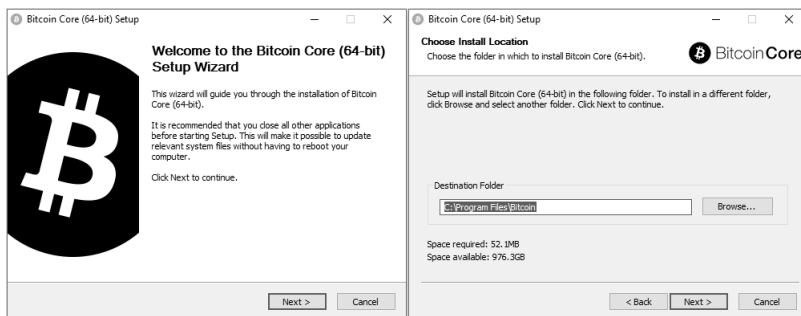 Bitcoin Core (64-bit) Setup
Welcome to the Bitcoin Core (64-bit)
Setup Wizard
This wizard will guide you through the installation of Bitcoin
Core (64-bit).
It is recommended that you close all other applications
before starting Setup. This will make it possible to update
relevant system files without having to reboot your
computer.
Click Next to continue.
Next >
Cancel
Bitcoin Core (64-bit) Setup
Choose Install Location
Choose the folder in which to install Bitcoin Core (64-bit).
Bitcoin Core
Setup will install Bitcoin Core (64-bit) in the following folder. To install in a different folder,
click Browse and select another folder. Click Next to continue.
Destination Folder
C:\Program Files\Bitcoin
Browse...
Space required: 52.1MB
Space available: 976.3GB
< Back
Next >
Cancel